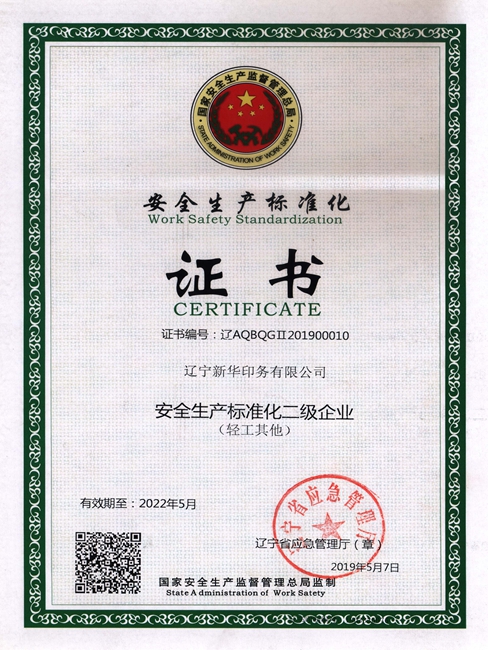 国家安全生产监督管理总局
STATE ADMINISTRATION OF WORK SAFETY
安全生产标准化
Work Safety Standardization
证书
CERTIFICATE
证书编号：辽AQBQGⅡ201900010
辽宁新华印务有限公司
安全生产标准化二级企业
（轻工其他）
有效期至：2022年5月
辽宁省应急管理厅
辽宁省应急管理厅（章）
2019年5月7日
国家安全生产监督管理总局监制
State Administration of Work Safety